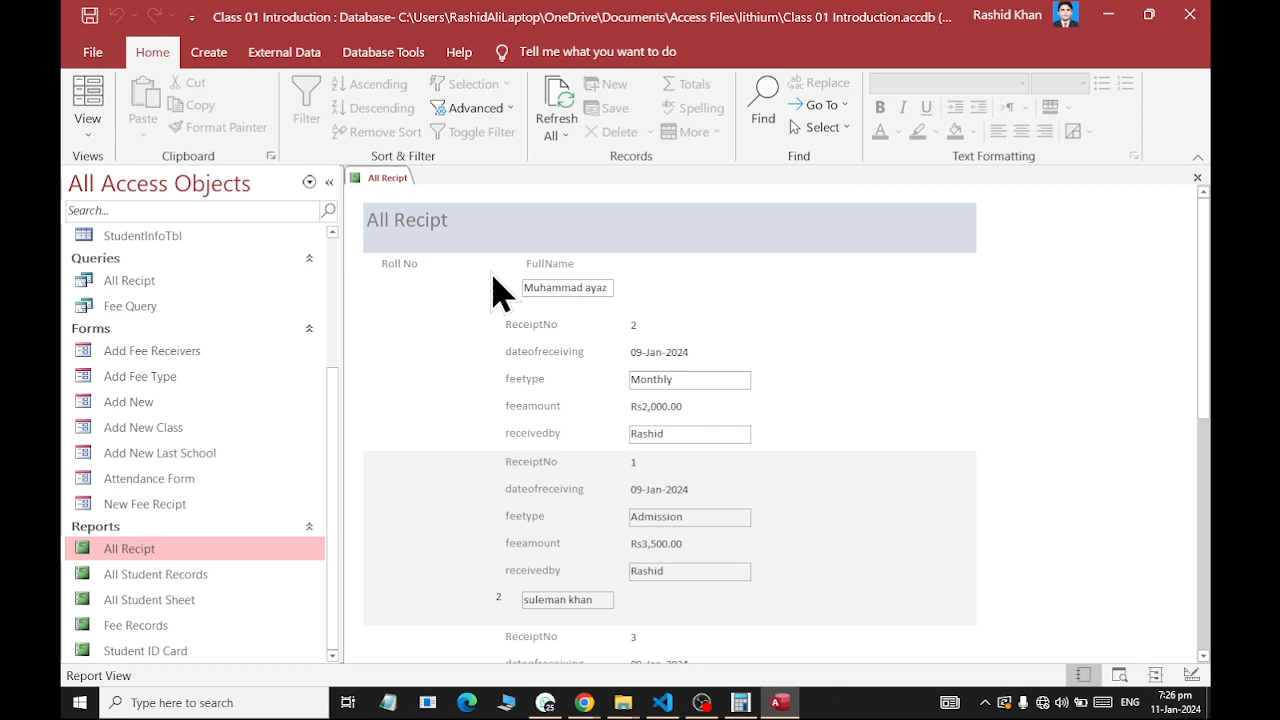 Class 01 Introduction : Database- C:\Users\RashidAliLaptop\OneDrive\Documents\Access Files\lithium\Class 01 Introduction.accdb (... Rashid Khan
File Home Create External Data Database Tools Help Tell me what you want to do
View
Views
Paste
Cut
Copy
Format Painter
Clipboard
Filter
Ascending
Descending
Remove Sort
Selection
Advanced
Toggle Filter
Sort & Filter
Refresh
All
New
Save
Delete
Totals
Spelling
More
Records
Find
Replace
Go To
Select
Find
B I U
A
Text Formatting
All Access Objects
Search...
StudentInfoTbl
Queries
All Recipt
Fee Query
Forms
Add Fee Receivers
Add Fee Type
Add New
Add New Class
Add New Last School
Attendance Form
New Fee Recipt
Reports
All Recipt
All Student Records
All Student Sheet
Fee Records
Student ID Card
All Recipt
All Recipt
Roll No FullName
Muhammad ayaz
ReceiptNo 2
dateofreceiving 09-Jan-2024
feetype Monthly
feeamount Rs2,000.00
receivedby Rashid
ReceiptNo 1
dateofreceiving 09-Jan-2024
feetype Admission
feeamount Rs3,500.00
receivedby Rashid
2 suleman khan
ReceiptNo 3
dateofreceiving 09-Jan-2024
Report View
Type here to search
ENG
7:26 pm
11-Jan-2024